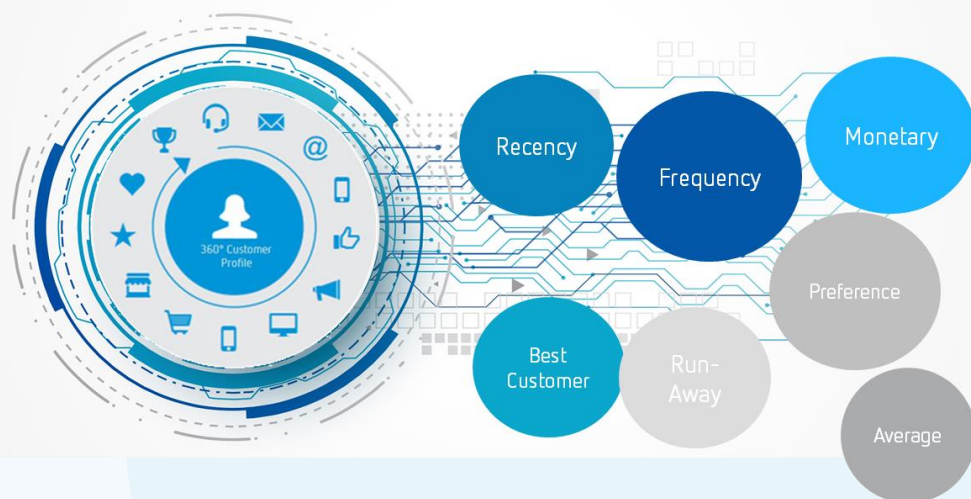 360° Customer
Profile
Recency
Frequency
Monetary
Preference
Best
Customer
Run-
Away
Average